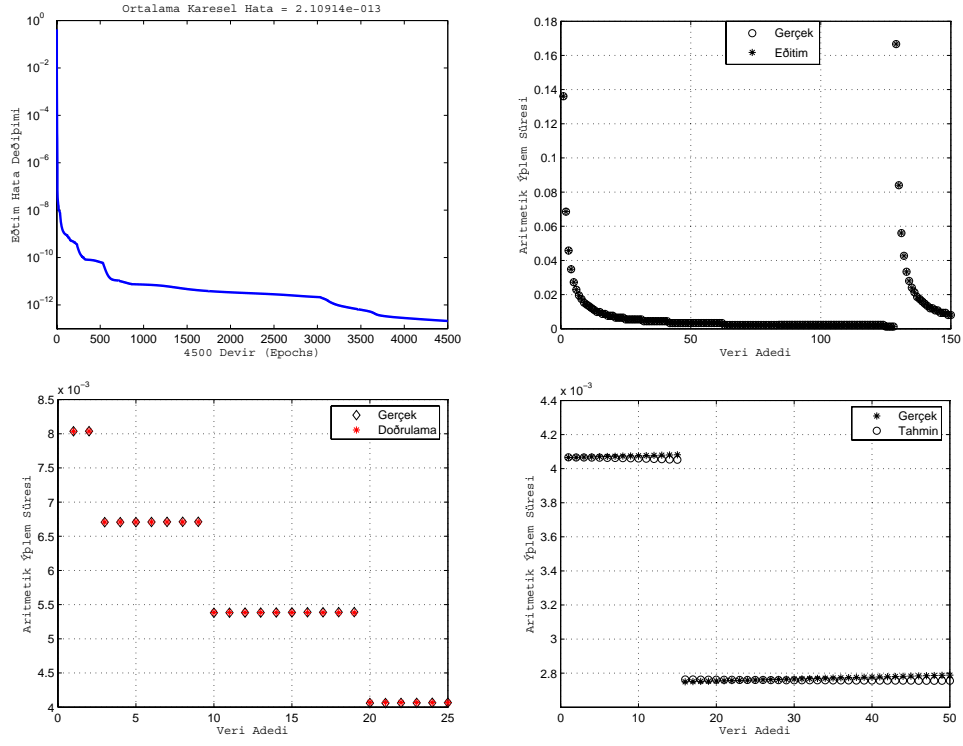 Ortalama Karesel Hata = 2.10914e-013
10^0
10^-2
10^-4
10^-6
10^-8
10^-10
10^-12
Eðtim Hata Deðiþimi
0 500 1000 1500 2000 2500 3000 3500 4000 4500
4500 Devir (Epochs)
0.18
0.16
0.14
0.12
0.1
0.08
0.06
0.04
0.02
0
Aritmetik Ýþlem Süresi
Gerçek
Eðitim
0 50 100 150
Veri Adedi
x 10^-3
8.5
8
7.5
7
6.5
6
5.5
5
4.5
4
Aritmetik Ýþlem Süresi
Gerçek
Doðrulama
0 5 10 15 20 25
Veri Adedi
x 10^-3
4.4
4.2
4
3.8
3.6
3.4
3.2
3
2.8
2.6
Aritmetik Ýþlem Süresi
Gerçek
Tahmin
0 10 20 30 40 50
Veri Adedi